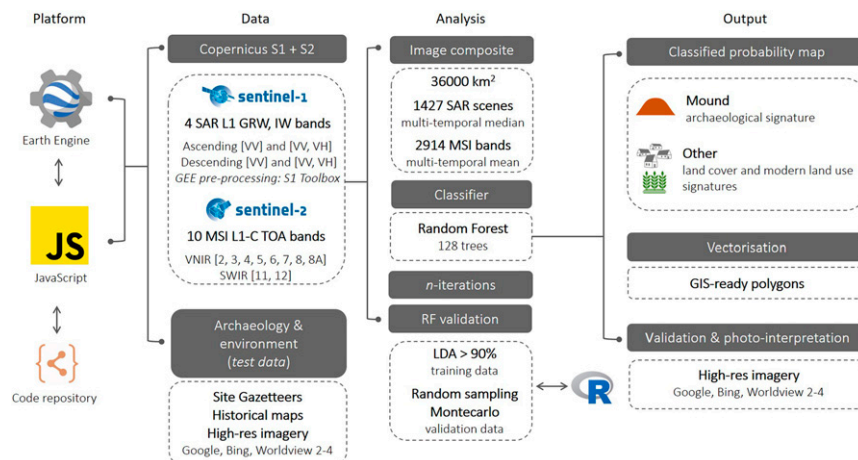 Platform
Data
Analysis
Output
Earth Engine
JS
JavaScript
Code repository
Copernicus S1 + S2
sentinel-1
4 SAR L1 GRW, IW bands
Ascending [VV] and [VV, VH]
Descending [VV] and [VV, VH]
GEE pre-processing: S1 Toolbox
sentinel-2
10 MSI L1-C TOA bands
VNIR [2, 3, 4, 5, 6, 7, 8, 8A]
SWIR [11, 12]
Archaeology &
environment
(test data)
Site Gazetteers
Historical maps
High-res imagery
Google, Bing, Worldview 2-4
Image composite
36000 km²
1427 SAR scenes
multi-temporal median
2914 MSI bands
multi-temporal mean
Classifier
Random Forest
128 trees
n-iterations
RF validation
LDA > 90%
training data
Random sampling
Montecarlo
validation data
R
Classified probability map
Mound
archaeological signature
Other
land cover and modern land use
signatures
Vectorisation
GIS-ready polygons
Validation & photo-interpretation
High-res imagery
Google, Bing, Worldview 2-4